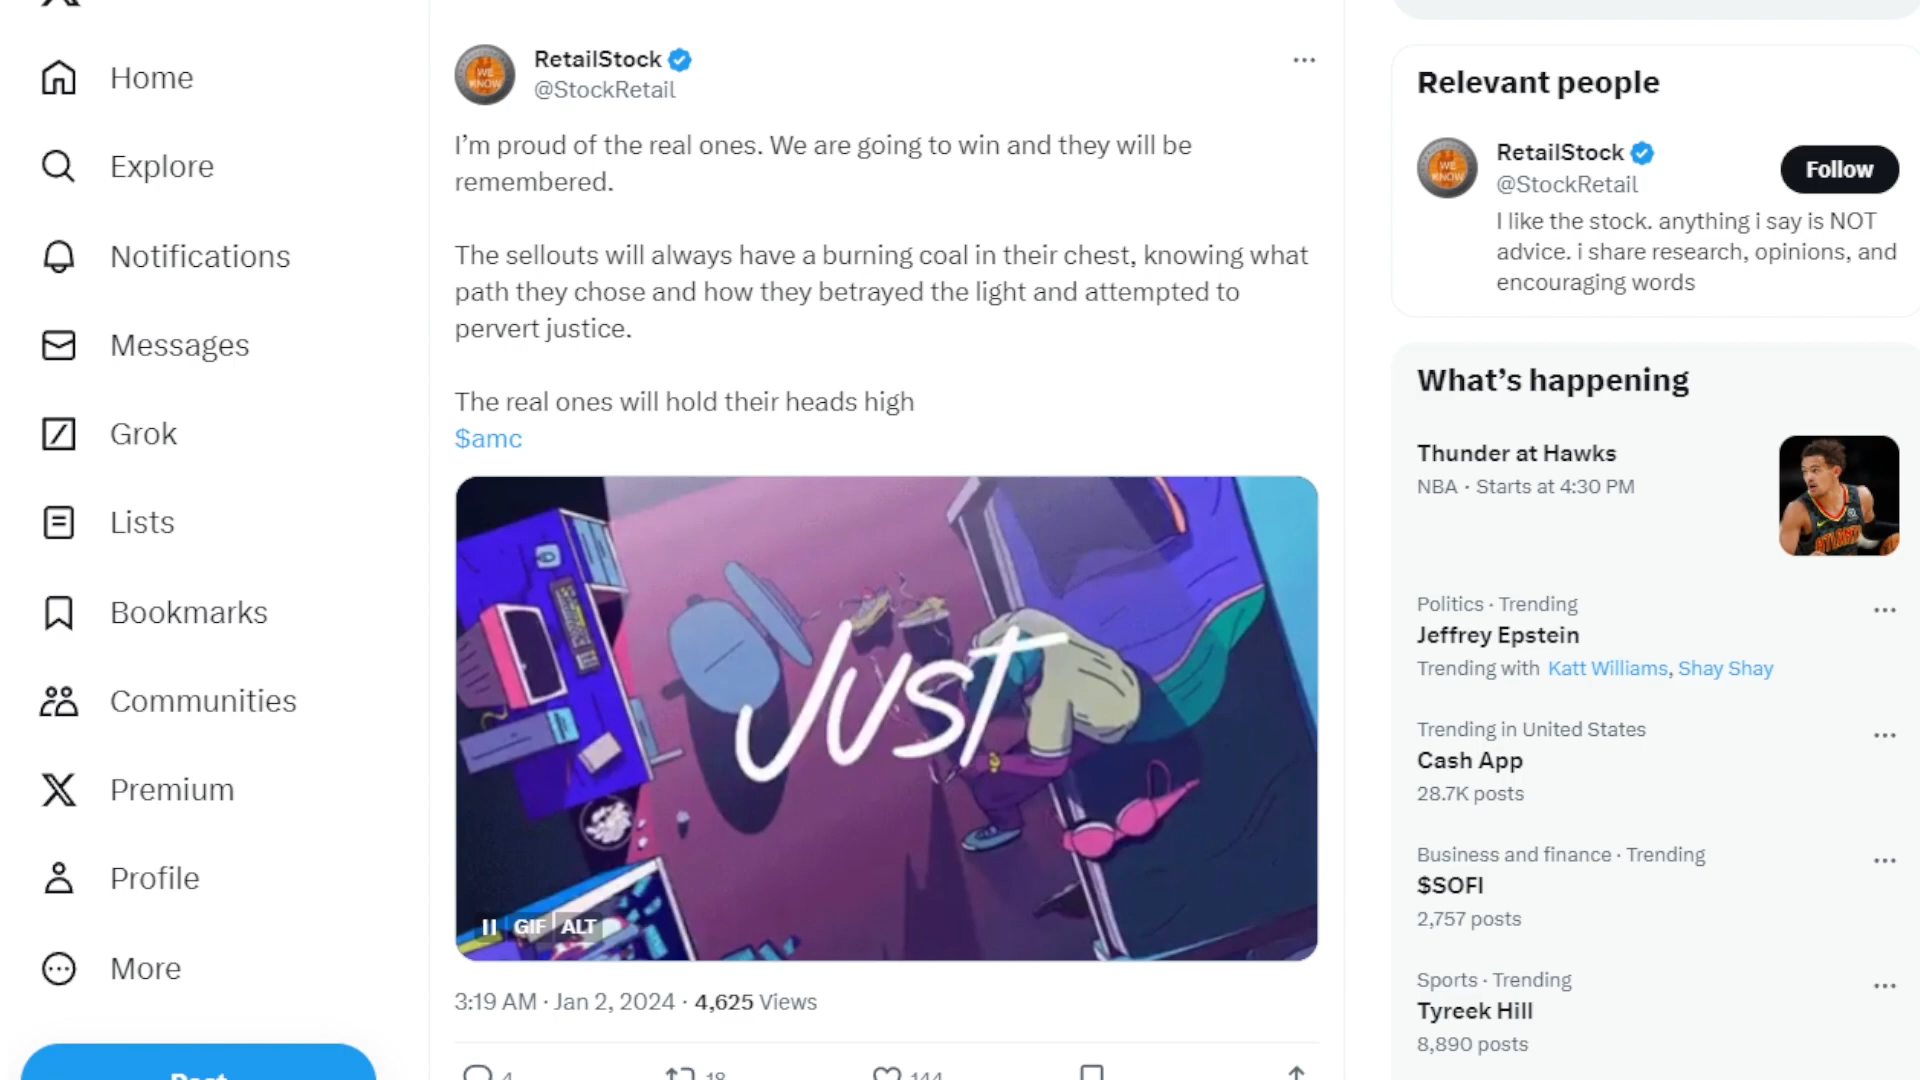 Home
Explore
Notifications
Messages
Grok
Lists
Bookmarks
Communities
Premium
Profile
More
Post
WE
KNOW
RetailStock
@StockRetail
I’m proud of the real ones. We are going to win and they will be
remembered.
The sellouts will always have a burning coal in their chest, knowing what
path they chose and how they betrayed the light and attempted to
pervert justice.
The real ones will hold their heads high
$amc
JUST
GIF
ALT
3:19 AM · Jan 2, 2024 · 4,625 Views
4
18
144
Relevant people
WE
KNOW
RetailStock
@StockRetail
Follow
I like the stock. anything i say is NOT
advice. i share research, opinions, and
encouraging words
What’s happening
Thunder at Hawks
NBA · Starts at 4:30 PM
Politics · Trending
Jeffrey Epstein
Trending with Katt Williams, Shay Shay
Trending in United States
Cash App
28.7K posts
Business and finance · Trending
$SOFI
2,757 posts
Sports · Trending
Tyreek Hill
8,890 posts